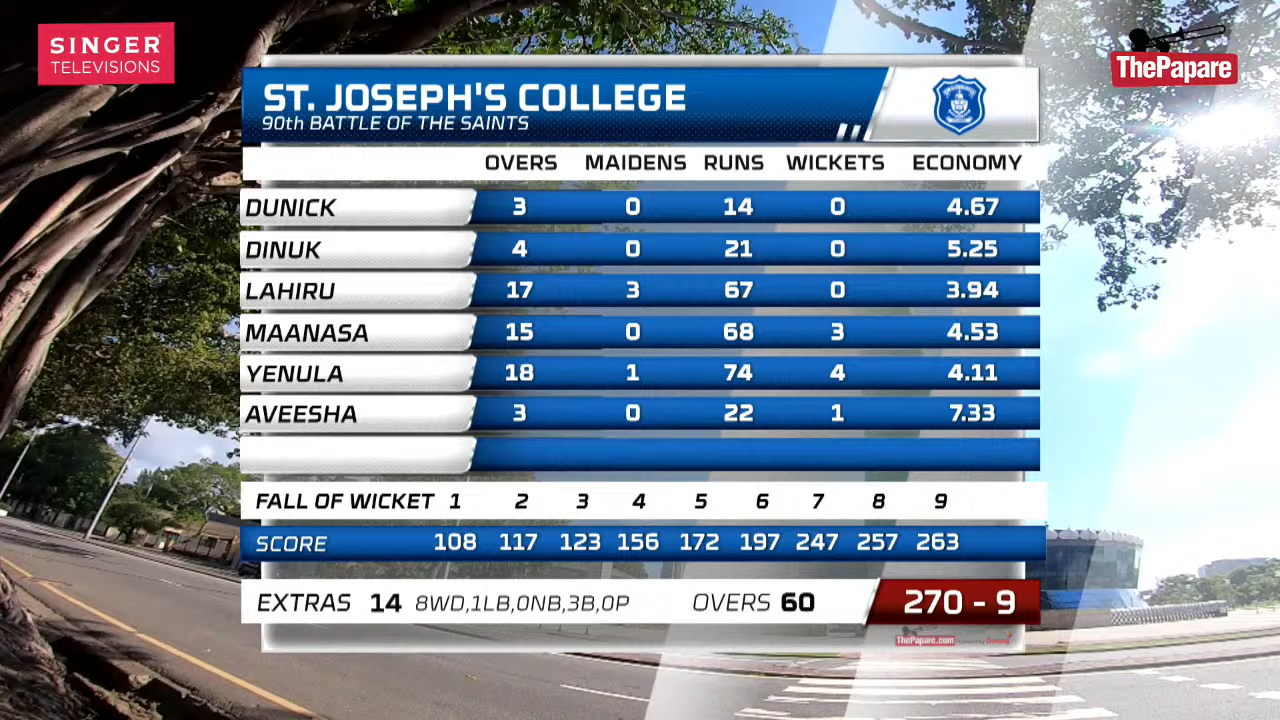 SINGER
TELEVISIONS
ThePapare
ST. JOSEPH'S COLLEGE
90th BATTLE OF THE SAINTS
OVERS MAIDENS RUNS WICKETS ECONOMY
DUNICK 3 0 14 0 4.67
DINUK 4 0 21 0 5.25
LAHIRU 17 3 67 0 3.94
MAANASA 15 0 68 3 4.53
YENULA 18 1 74 4 4.11
AVEESHA 3 0 22 1 7.33
FALL OF WICKET 1 2 3 4 5 6 7 8 9
SCORE 108 117 123 156 172 197 247 257 263
EXTRAS 14 8WD,1LB,0NB,3B,0P OVERS 60 270 - 9
ThePapare.com